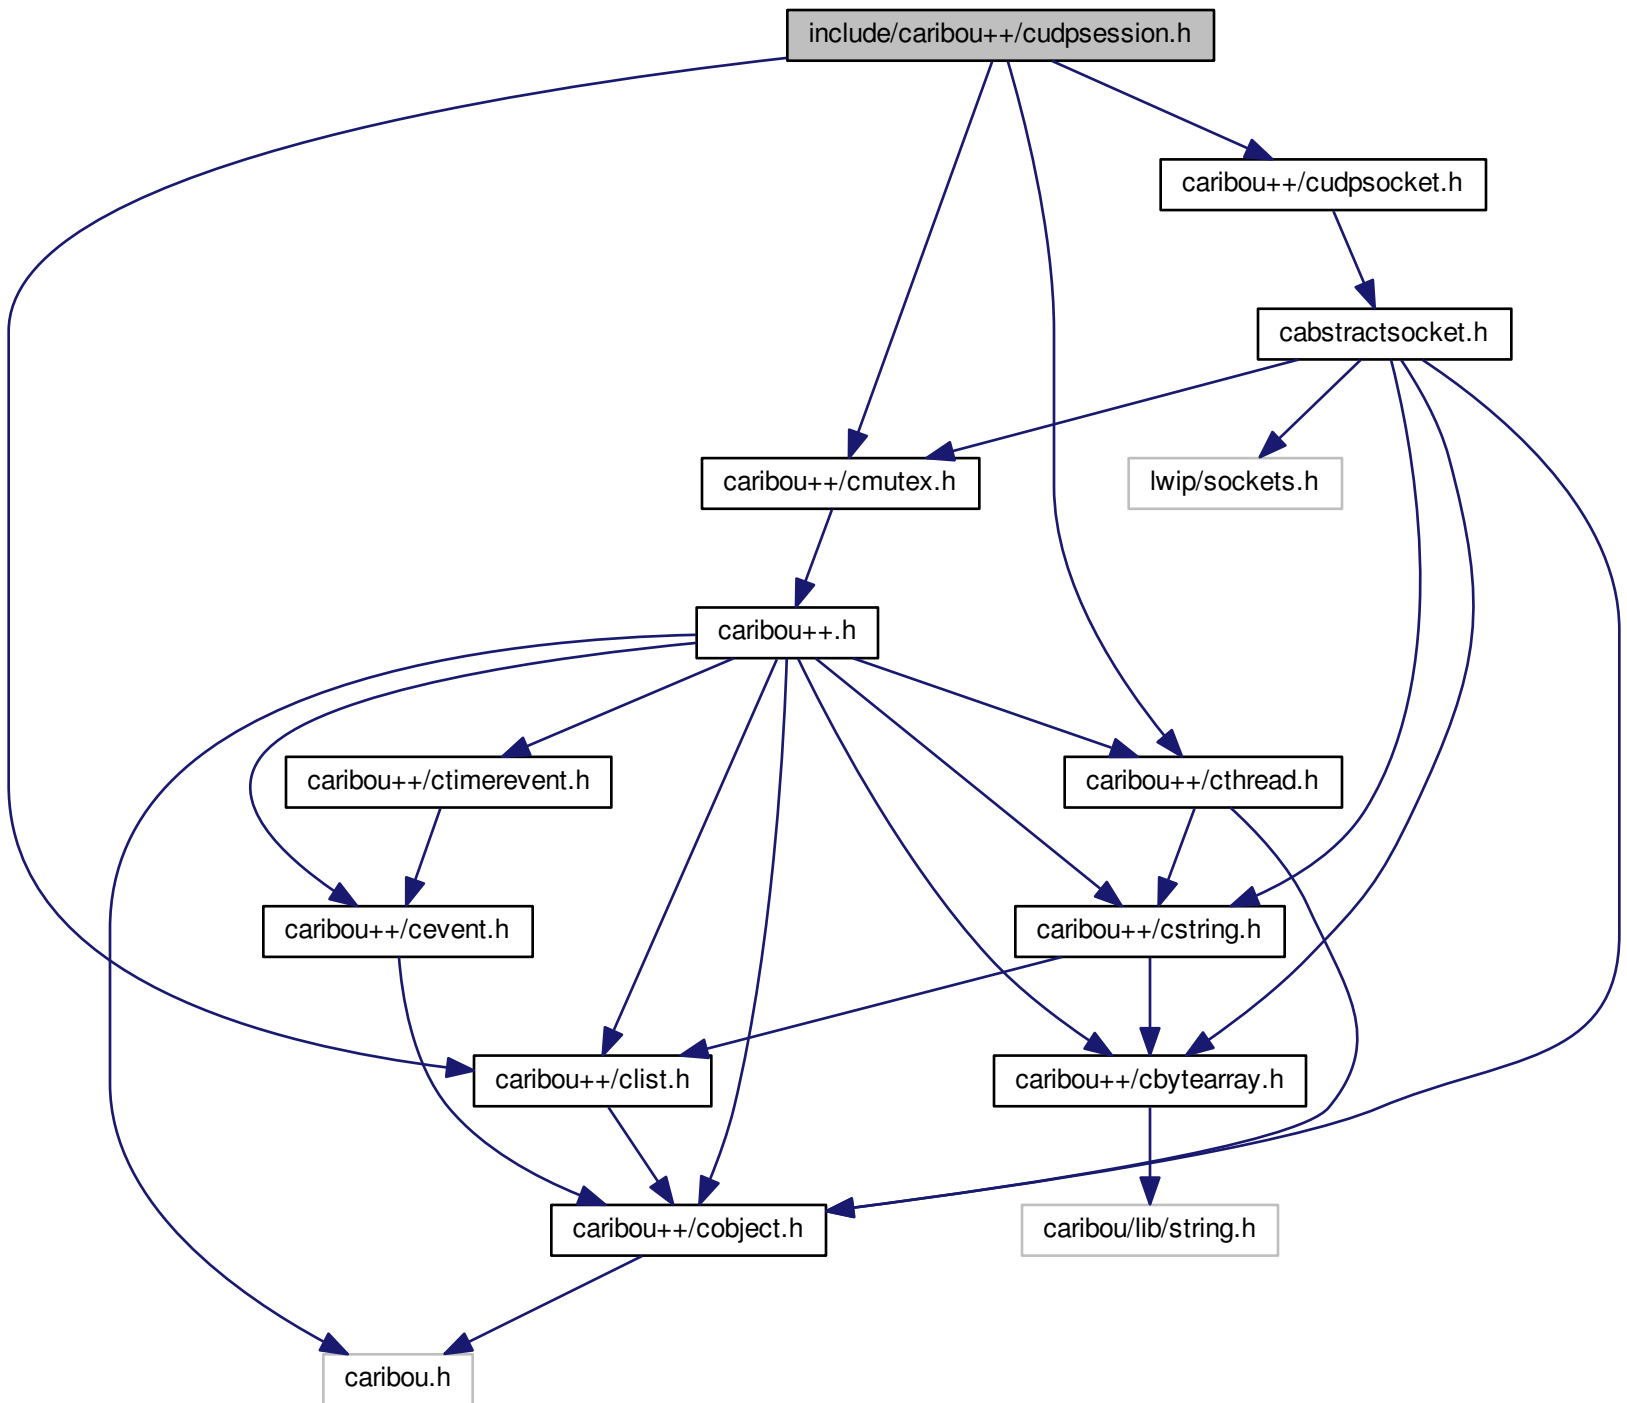 include/caribou++/cudpsession.h
caribou++/cudpsocket.h
cabstractsocket.h
caribou++/cmutex.h
lwip/sockets.h
caribou++.h
caribou++/ctimerevent.h
caribou++/cthread.h
caribou++/cevent.h
caribou++/cstring.h
caribou++/clist.h
caribou++/cbytearray.h
caribou++/cobject.h
caribou/lib/string.h
caribou.h